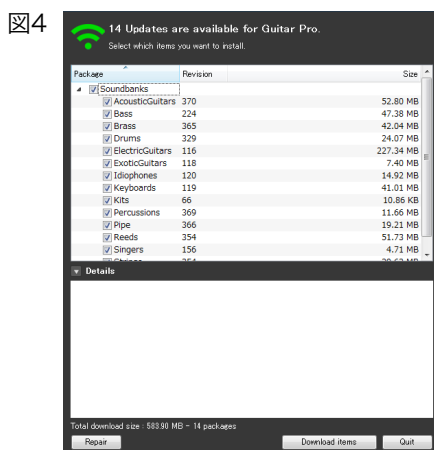 図4
14 Updates are available for Guitar Pro.
Select which items you want to install.
Package Revision Size
Soundbanks
AcousticGuitars 370 52.80 MB
Bass 224 47.38 MB
Brass 365 42.04 MB
Drums 329 24.07 MB
ElectricGuitars 116 227.34 MB
ExoticGuitars 118 7.40 MB
Idiophones 120 14.92 MB
Keyboards 119 41.01 MB
Kits 66 10.86 KB
Percussions 369 11.66 MB
Pipe 366 19.21 MB
Reeds 354 51.73 MB
Singers 156 4.71 MB
Details
Total download size : 583.90 MB - 14 packages
Repair Download items Quit